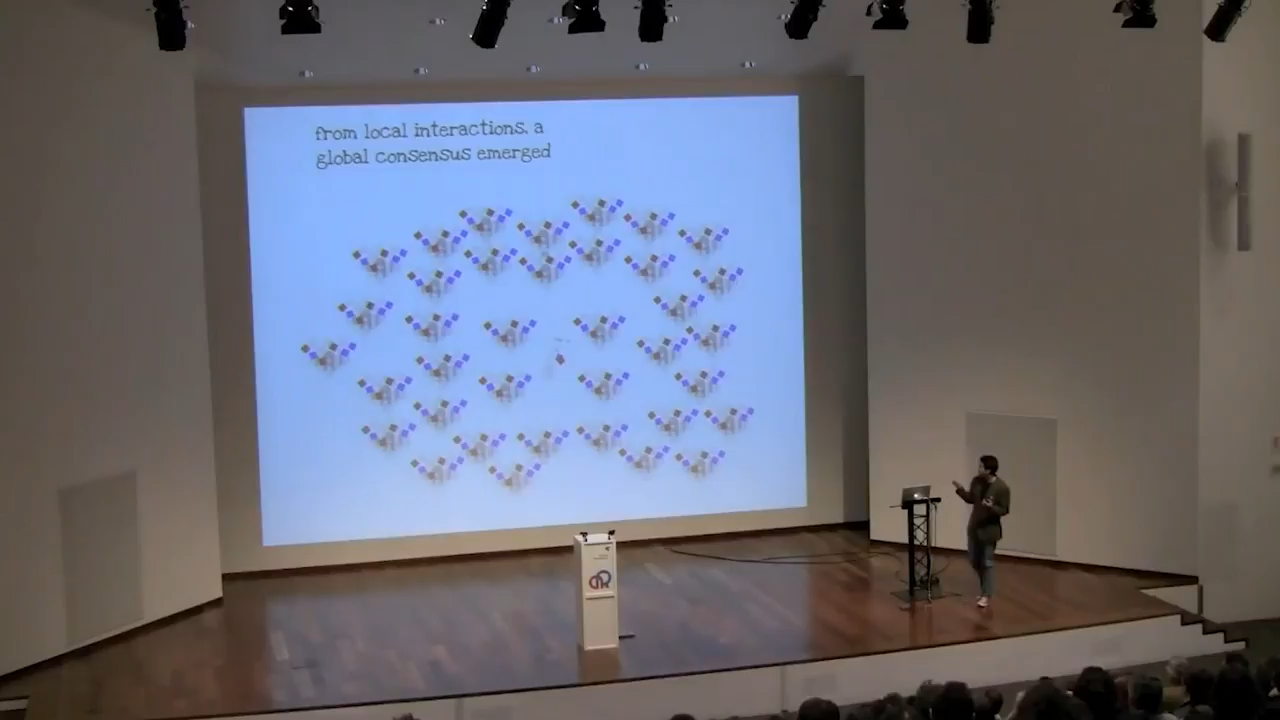 from local interactions, a
global consensus emerged